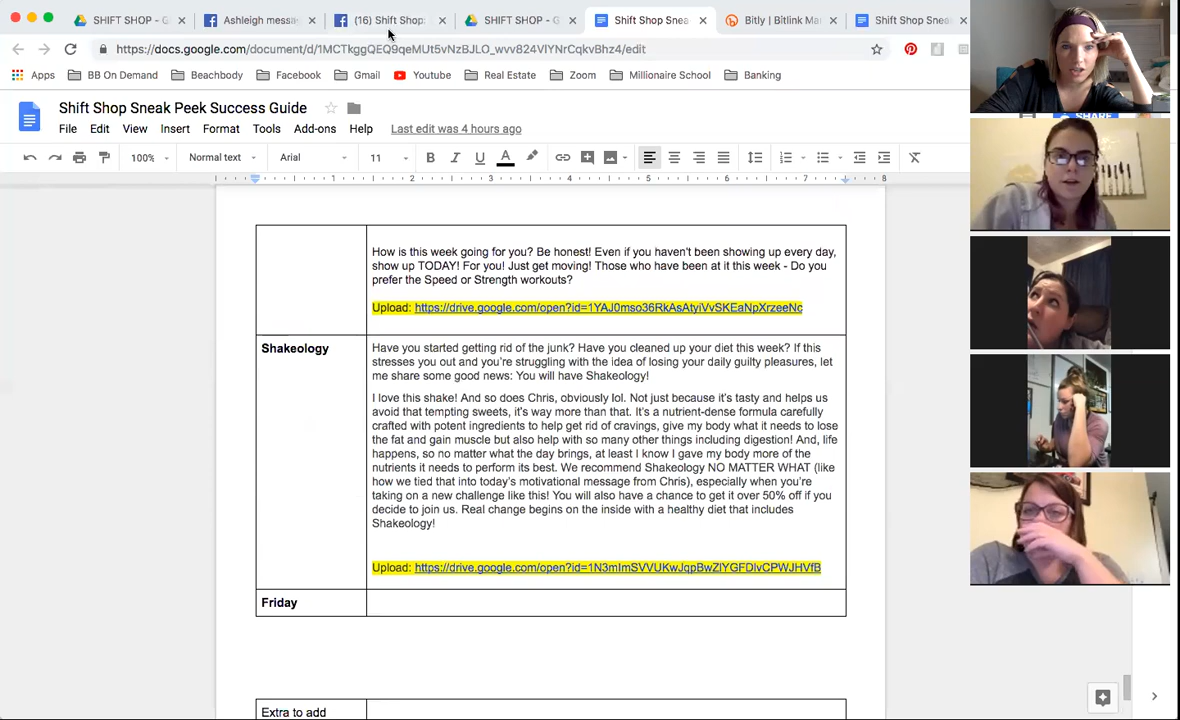 SHIFT SHOP - G
Ashleigh messa
(16) Shift Shop
SHIFT SHOP - G
Shift Shop Snea
Bitly | Bitlink Ma
Shift Shop Snea
https://docs.google.com/document/d/1MCTkggQEQ9qeMUt5vNzBJLO_wvv824VlYNrCqkvBhz4/edit
Apps
BB On Demand
Beachbody
Facebook
Gmail
Youtube
Real Estate
Zoom
Millionaire School
Banking
Shift Shop Sneak Peek Success Guide
SHARE
File Edit View Insert Format Tools Add-ons Help Last edit was 4 hours ago
100% Normal text Arial 11 B I U A
1 2 3 4 5 6 7 8
How is this week going for you? Be honest! Even if you haven't been showing up every day,
show up TODAY! For you! Just get moving! Those who have been at it this week - Do you
prefer the Speed or Strength workouts?
Upload: https://drive.google.com/open?id=1YAJ0mso36RkAsAtyiVvSKEaNpXrzeeNc
Shakeology
Have you started getting rid of the junk? Have you cleaned up your diet this week? If this
stresses you out and you're struggling with the idea of losing your daily guilty pleasures, let
me share some good news: You will have Shakeology!
I love this shake! And so does Chris, obviously lol. Not just because it's tasty and helps us
avoid that tempting sweets, it's way more than that. It's a nutrient-dense formula carefully
crafted with potent ingredients to help get rid of cravings, give my body what it needs to lose
the fat and gain muscle but also help with so many other things including digestion! And, life
happens, so no matter what the day brings, at least I know I gave my body more of the
nutrients it needs to perform its best. We recommend Shakeology NO MATTER WHAT (like
how we tied that into today's motivational message from Chris), especially when you're
taking on a new challenge like this! You will also have a chance to get it over 50% off if you
decide to join us. Real change begins on the inside with a healthy diet that includes
Shakeology!
Upload: https://drive.google.com/open?id=1N3mImSVVUKwJqpBwZlYGFDlvCPWJHVfB
Friday
Extra to add